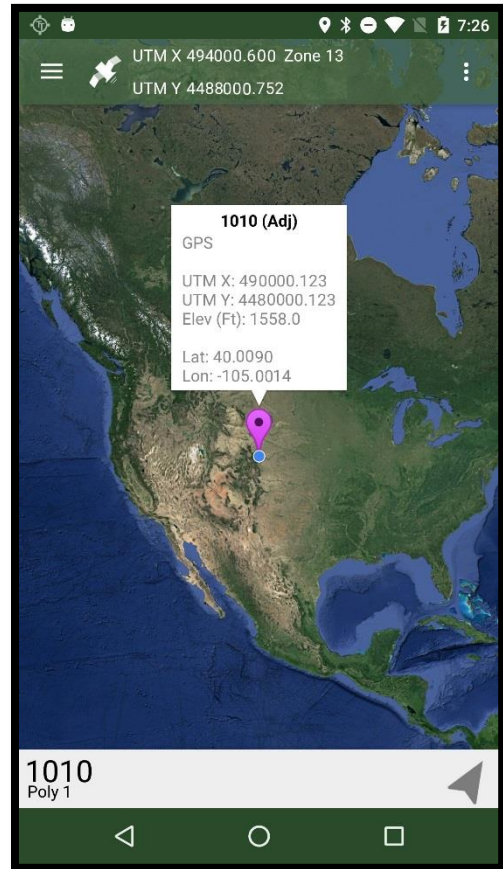 7:26
UTM X 494000.600 Zone 13
UTM Y 4488000.752
1010 (Adj)
GPS
UTM X: 490000.123
UTM Y: 4480000.123
Elev (Ft): 1558.0
Lat: 40.0090
Lon: -105.0014
1010
Poly 1